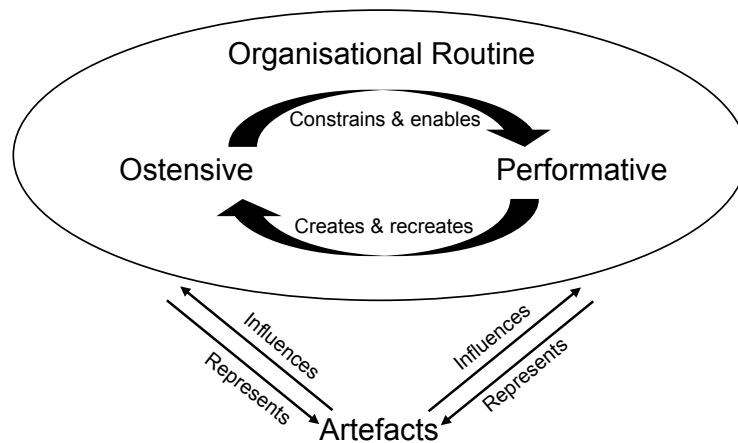 Organisational Routine
Constrains & enables
Ostensive
Performative
Creates & recreates
Influences
Represents
Influences
Represents
Artefacts